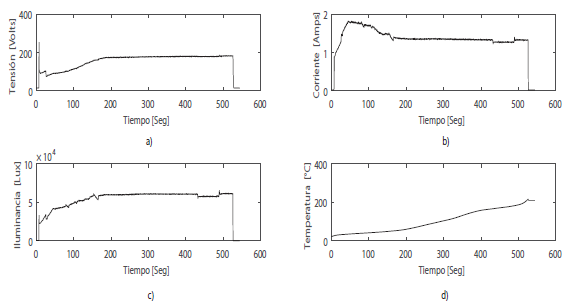 400
200
0
Tensión [Volts]
0 100 200 300 400 500 600
Tiempo [Seg]
a)
2
1
0
Corriente [Amps]
0 100 200 300 400 500 600
Tiempo [Seg]
b)
× 10⁴
10
5
0
Iluminancia [Lux]
0 100 200 300 400 500 600
Tiempo [Seg]
c)
400
200
0
Temperatura [°C]
0 100 200 300 400 500 600
Tiempo [Seg]
d)